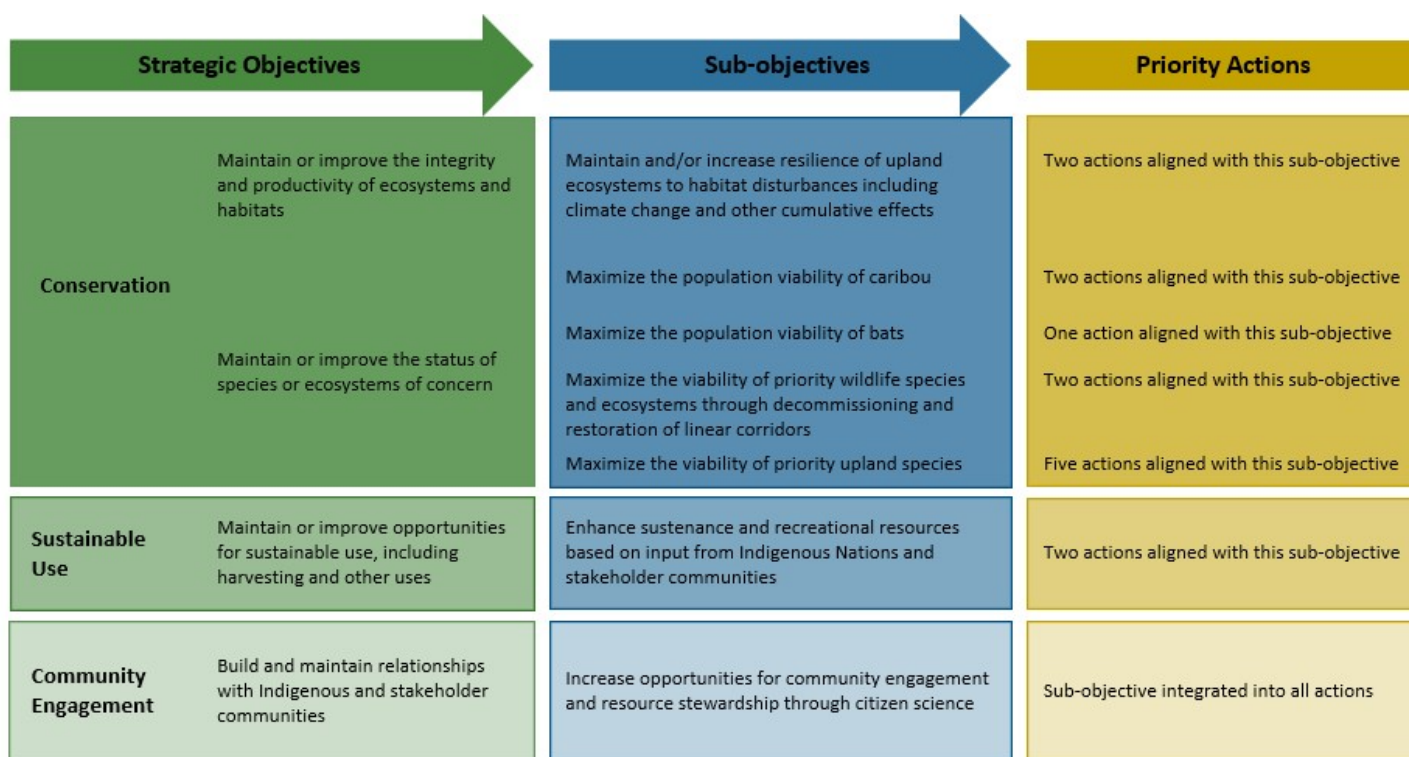 Strategic Objectives
Sub-objectives
Priority Actions
Conservation
Maintain or improve the integrity
and productivity of ecosystems and
habitats
Maintain and/or increase resilience of upland
ecosystems to habitat disturbances including
climate change and other cumulative effects
Two actions aligned with this sub-objective
Maintain or improve the status of
species or ecosystems of concern
Maximize the population viability of caribou
Two actions aligned with this sub-objective
Maximize the population viability of bats
One action aligned with this sub-objective
Maximize the viability of priority wildlife species
and ecosystems through decommissioning and
restoration of linear corridors
Two actions aligned with this sub-objective
Maximize the viability of priority upland species
Five actions aligned with this sub-objective
Sustainable
Use
Maintain or improve opportunities
for sustainable use, including
harvesting and other uses
Enhance sustenance and recreational resources
based on input from Indigenous Nations and
stakeholder communities
Two actions aligned with this sub-objective
Community
Engagement
Build and maintain relationships
with Indigenous and stakeholder
communities
Increase opportunities for community engagement
and resource stewardship through citizen science
Sub-objective integrated into all actions